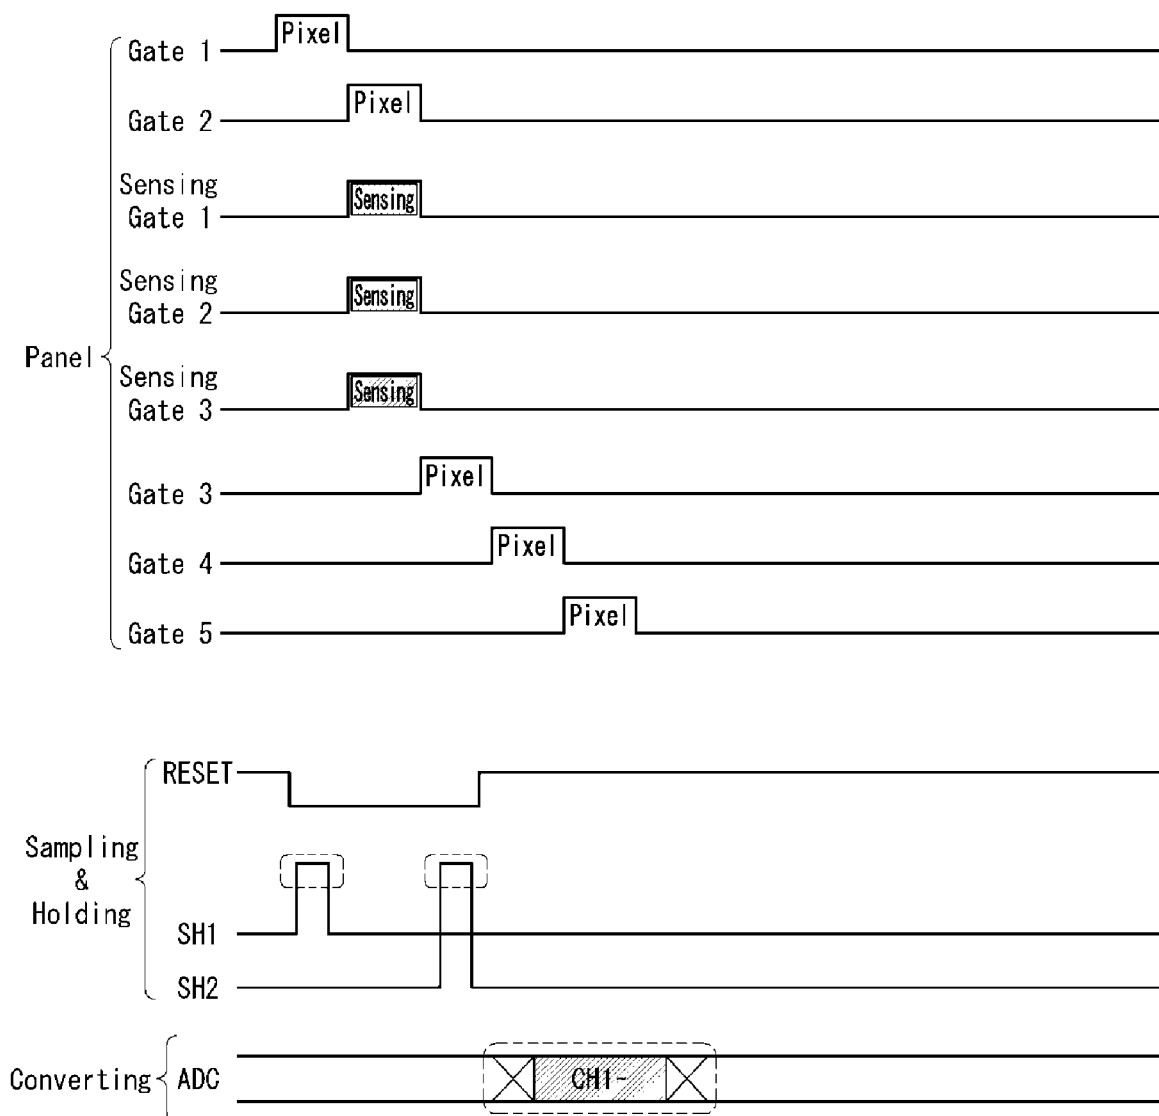 Gate 1
Pixel
Gate 2
Pixel
Sensing
Gate 1
Sensing
Sensing
Gate 2
Sensing
Panel
Sensing
Gate 3
Sensing
Gate 3
Pixel
Gate 4
Pixel
Gate 5
Pixel
RESET
Sampling
&
Holding
SH1
SH2
Converting
ADC
CH1~